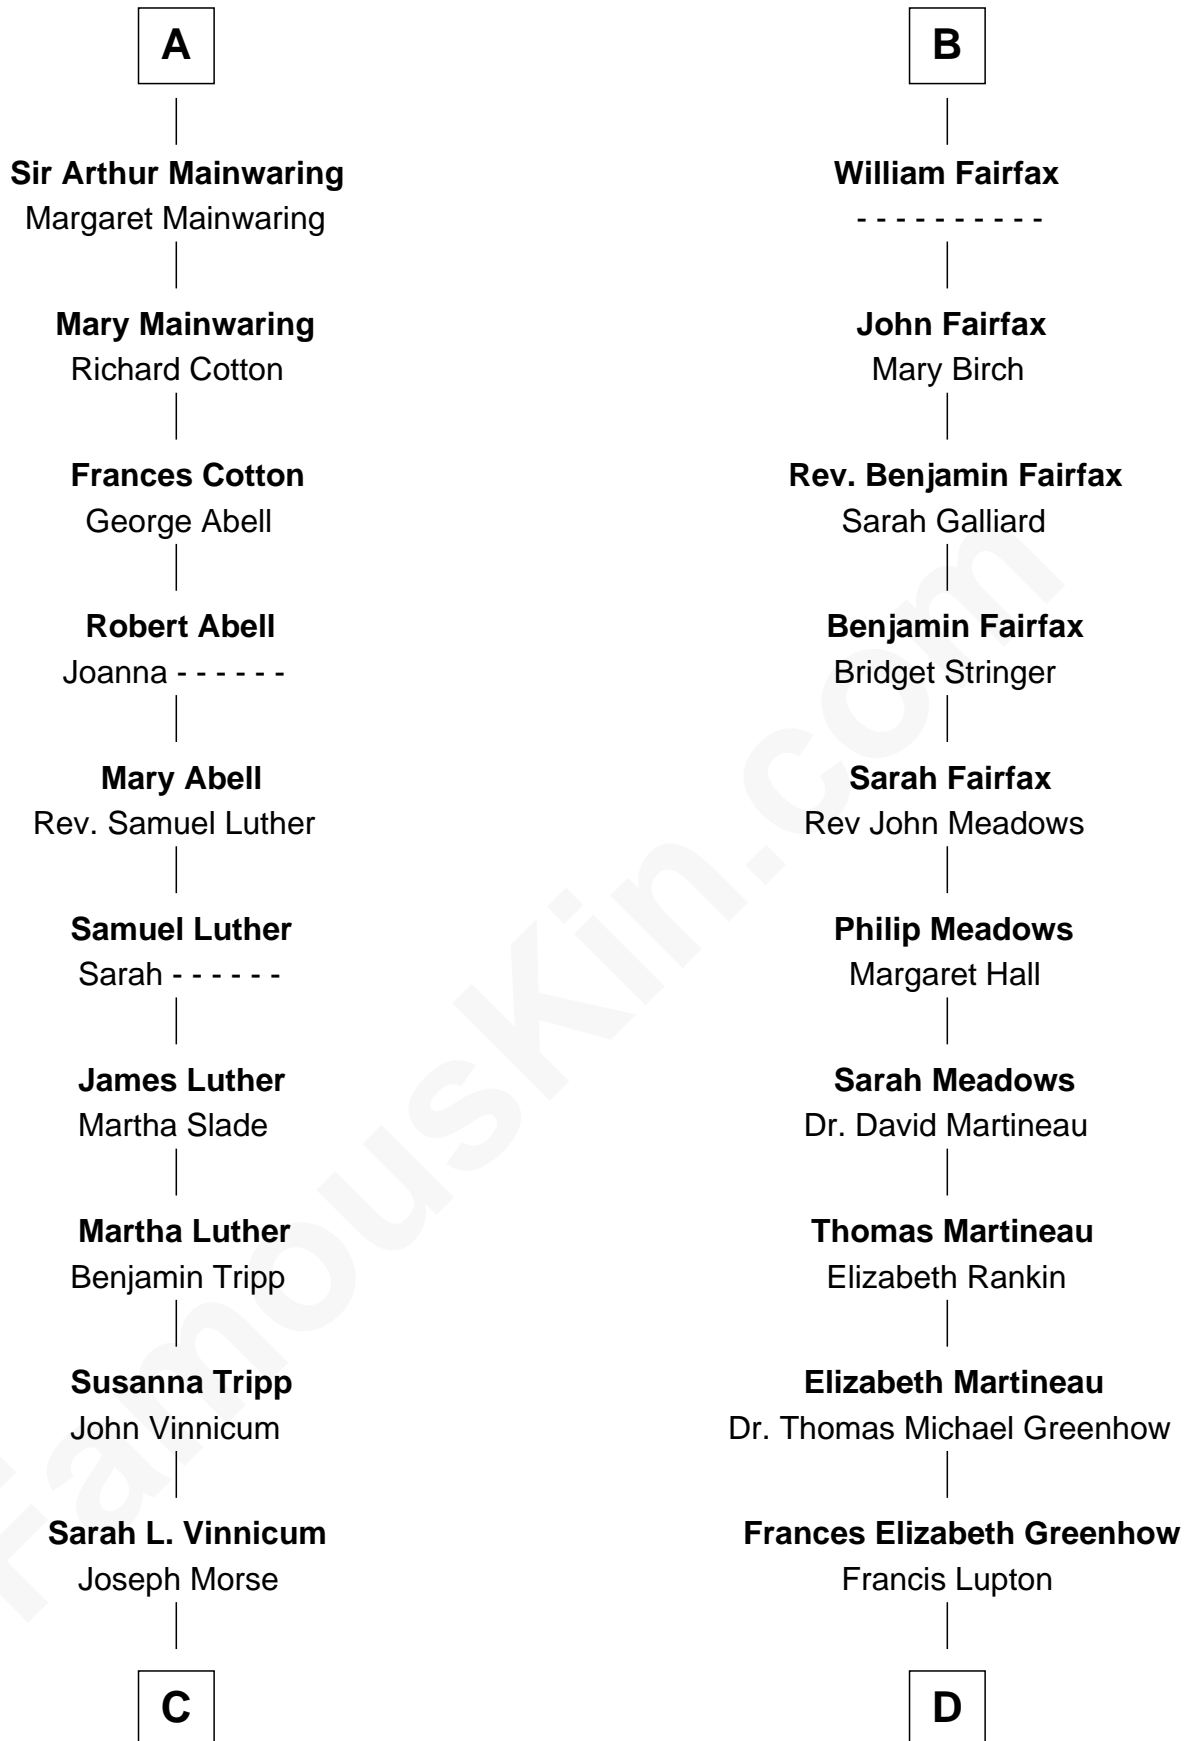 A
Sir Arthur Mainwaring
Margaret Mainwaring
Mary Mainwaring
Richard Cotton
Frances Cotton
George Abell
Robert Abell
Joanna - - - - - -
Mary Abell
Rev. Samuel Luther
Samuel Luther
Sarah - - - - - -
James Luther
Martha Slade
Martha Luther
Benjamin Tripp
Susanna Tripp
John Vinnicum
Sarah L. Vinnicum
Joseph Morse
C
B
William Fairfax
- - - - - - - - - -
John Fairfax
Mary Birch
Rev. Benjamin Fairfax
Sarah Galliard
Benjamin Fairfax
Bridget Stringer
Sarah Fairfax
Rev John Meadows
Philip Meadows
Margaret Hall
Sarah Meadows
Dr. David Martineau
Thomas Martineau
Elizabeth Rankin
Elizabeth Martineau
Dr. Thomas Michael Greenhow
Frances Elizabeth Greenhow
Francis Lupton
D
FamousKin.com